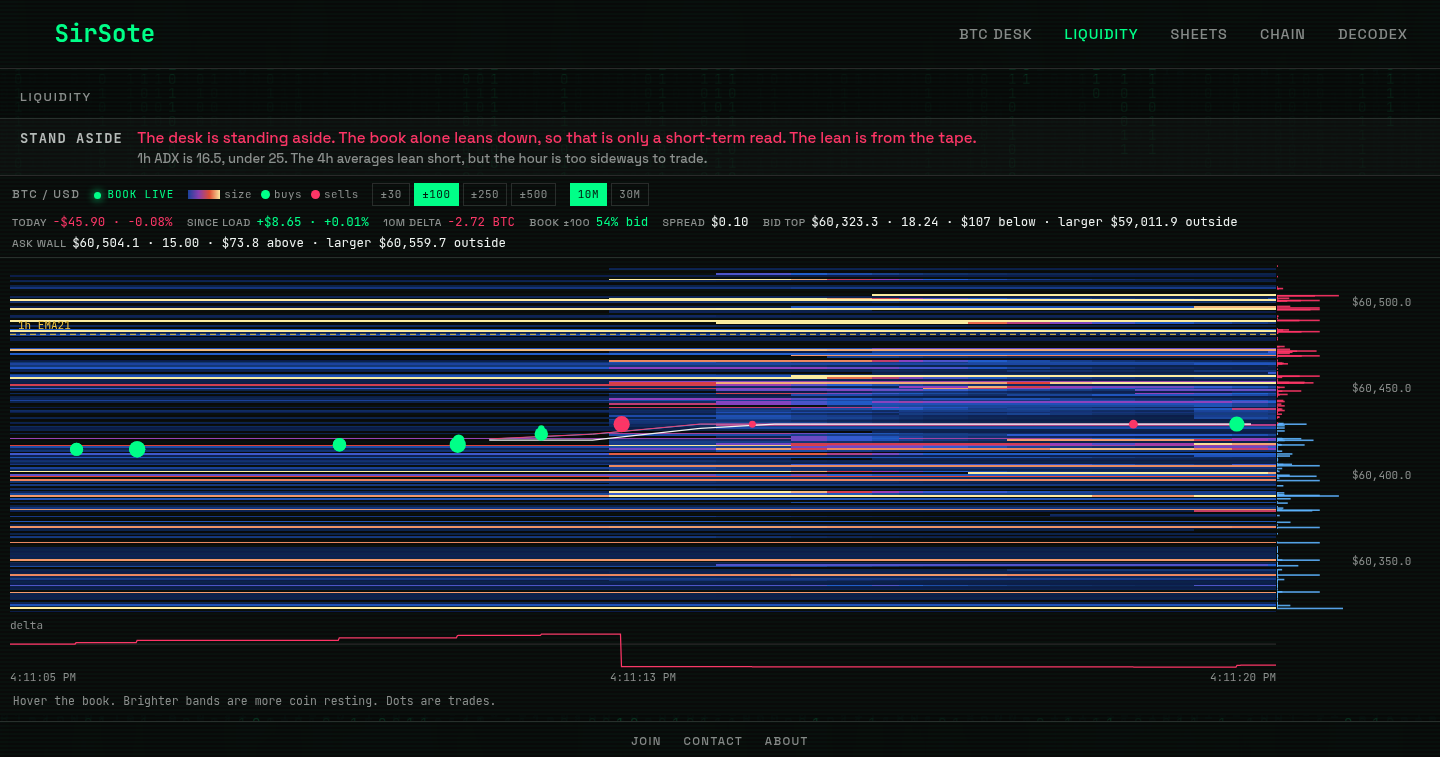 SirSote
BTC DESK LIQUIDITY SHEETS CHAIN DECODEX
LIQUIDITY
STAND ASIDE The desk is standing aside. The book alone leans down, so that is only a short-term read. The lean is from the tape.
1h ADX is 16.5, under 25. The 4h averages lean short, but the hour is too sideways to trade.
BTC / USD BOOK LIVE size buys sells ±30 ±100 ±250 ±500 10M 30M
TODAY -$45.90 · -0.08% SINCE LOAD +$8.65 · +0.01% 10M DELTA -2.72 BTC BOOK ±100 54% bid SPREAD $0.10 BID TOP $60,323.3 · 18.24 · $107 below · larger $59,011.9 outside
ASK WALL $60,504.1 · 15.00 · $73.8 above · larger $60,559.7 outside
$60,500.0
1h EMA21
$60,450.0
$60,400.0
$60,350.0
delta
4:11:05 PM 4:11:13 PM 4:11:20 PM
Hover the book. Brighter bands are more coin resting. Dots are trades.
JOIN CONTACT ABOUT